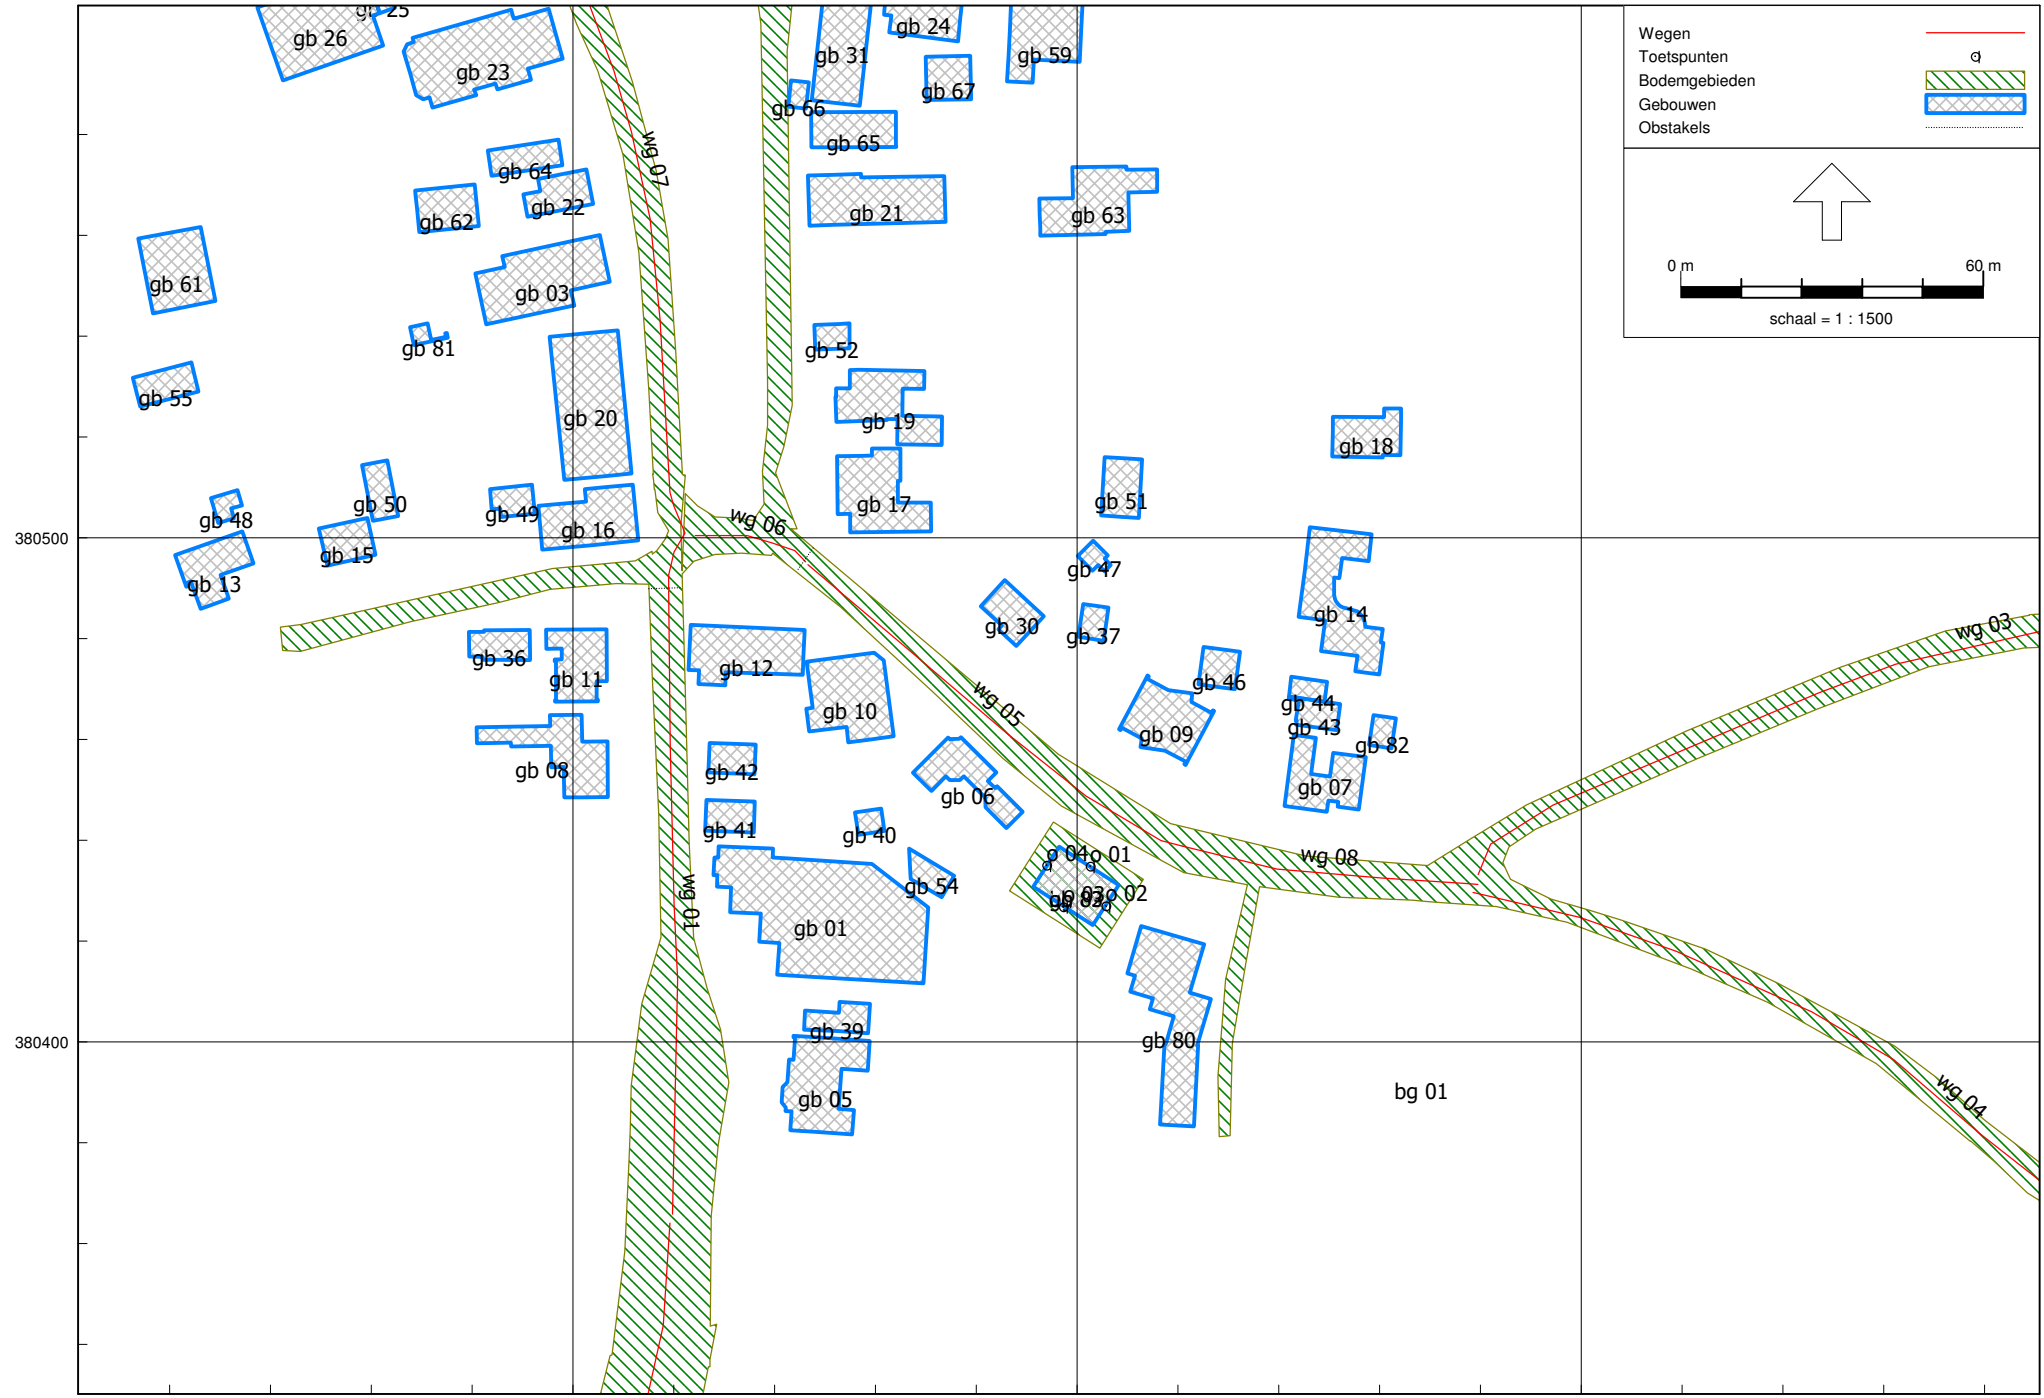 gb 25
gb 26
gb 23
gb 31
gb 24
gb 59
gb 67
gb 66
gb 65
wg 07
gb 64
gb 22
gb 62
gb 21
gb 63
gb 61
gb 03
gb 81
gb 52
gb 55
gb 20
gb 19
gb 18
gb 50
gb 49
gb 48
gb 16
gb 17
gb 51
wg 06
380500
gb 15
gb 13
gb 47
gb 30
gb 37
gb 14
wg 03
gb 36
gb 11
gb 12
gb 10
wg 05
gb 46
gb 09
gb 44
gb 43
gb 82
gb 08
gb 42
gb 06
gb 07
gb 41
gb 40
wg 08
o 04
o 01
gb 54
o 03
o 02
wg 01
gb 01
gb 39
gb 80
380400
gb 05
bg 01
wg 04
Wegen
Toetspunten
Bodemgebieden
Gebouwen
Obstakels
0 m 60 m
schaal = 1 : 1500